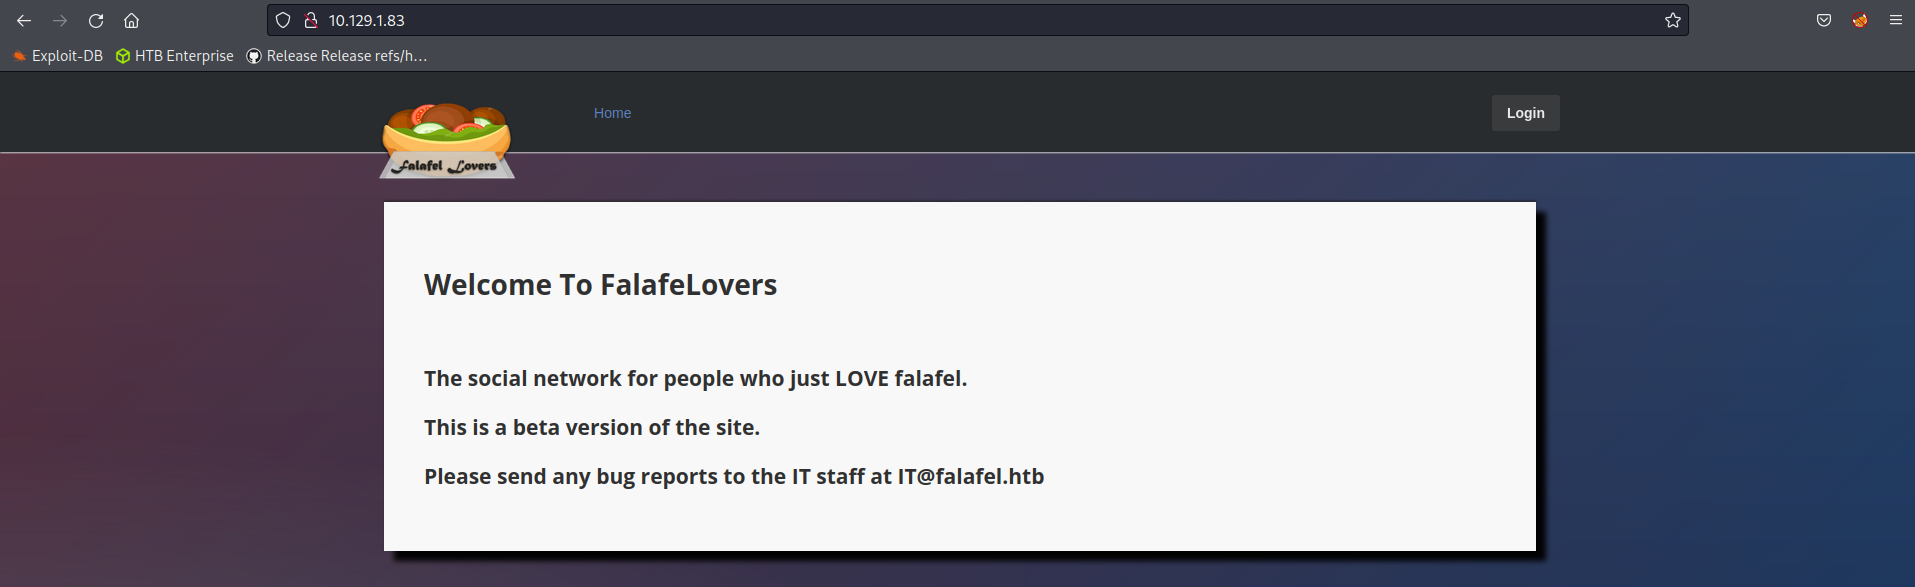 10.129.1.83
Exploit-DB HTB Enterprise Release Release refs/h...
Home
Login
Falafel Lovers
Welcome To FalafeLovers
The social network for people who just LOVE falafel.
This is a beta version of the site.
Please send any bug reports to the IT staff at IT@falafel.htb